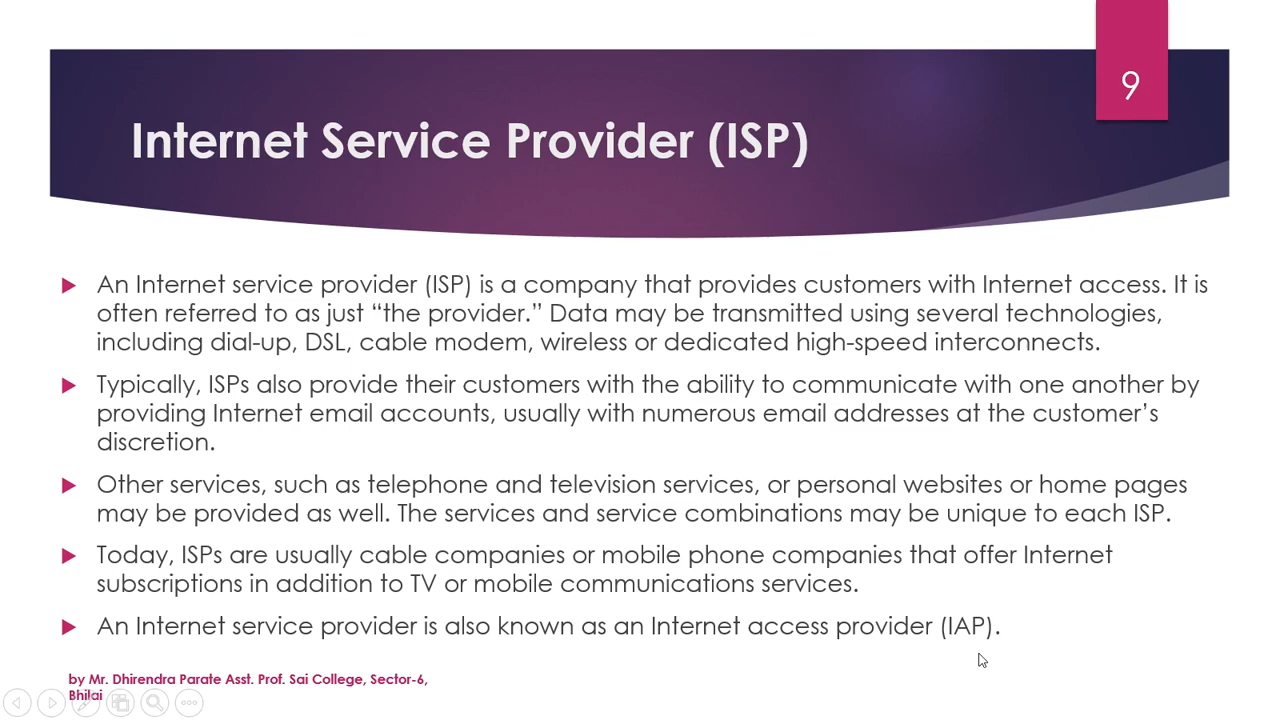 9
Internet Service Provider (ISP)
An Internet service provider (ISP) is a company that provides customers with Internet access. It is
often referred to as just “the provider.” Data may be transmitted using several technologies,
including dial-up, DSL, cable modem, wireless or dedicated high-speed interconnects.
Typically, ISPs also provide their customers with the ability to communicate with one another by
providing Internet email accounts, usually with numerous email addresses at the customer’s
discretion.
Other services, such as telephone and television services, or personal websites or home pages
may be provided as well. The services and service combinations may be unique to each ISP.
Today, ISPs are usually cable companies or mobile phone companies that offer Internet
subscriptions in addition to TV or mobile communications services.
An Internet service provider is also known as an Internet access provider (IAP).
by Mr. Dhirendra Parate Asst. Prof. Sai College, Sector-6,
Bhilai